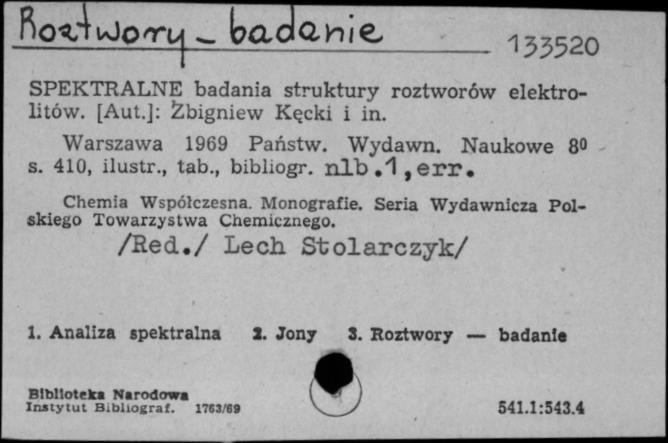 Roztwory - badanie
133520
SPEKTRALNE badania struktury roztworów elektro-
litów. [Aut.]: Zbigniew Kęcki i in.
Warszawa 1969 Państw. Wydawn. Naukowe 8⁰
s. 410, ilustr., tab., bibliogr. nlb.1,err.
Chemia Współczesna. Monografie. Seria Wydawnicza Pol-
skiego Towarzystwa Chemicznego.
/Red./ Lech Stolarczyk/
1. Analiza spektralna 2. Jony 3. Roztwory — badanie
Biblioteka Narodowa
Instytut Bibliograf. 1763/69
541.1:543.4